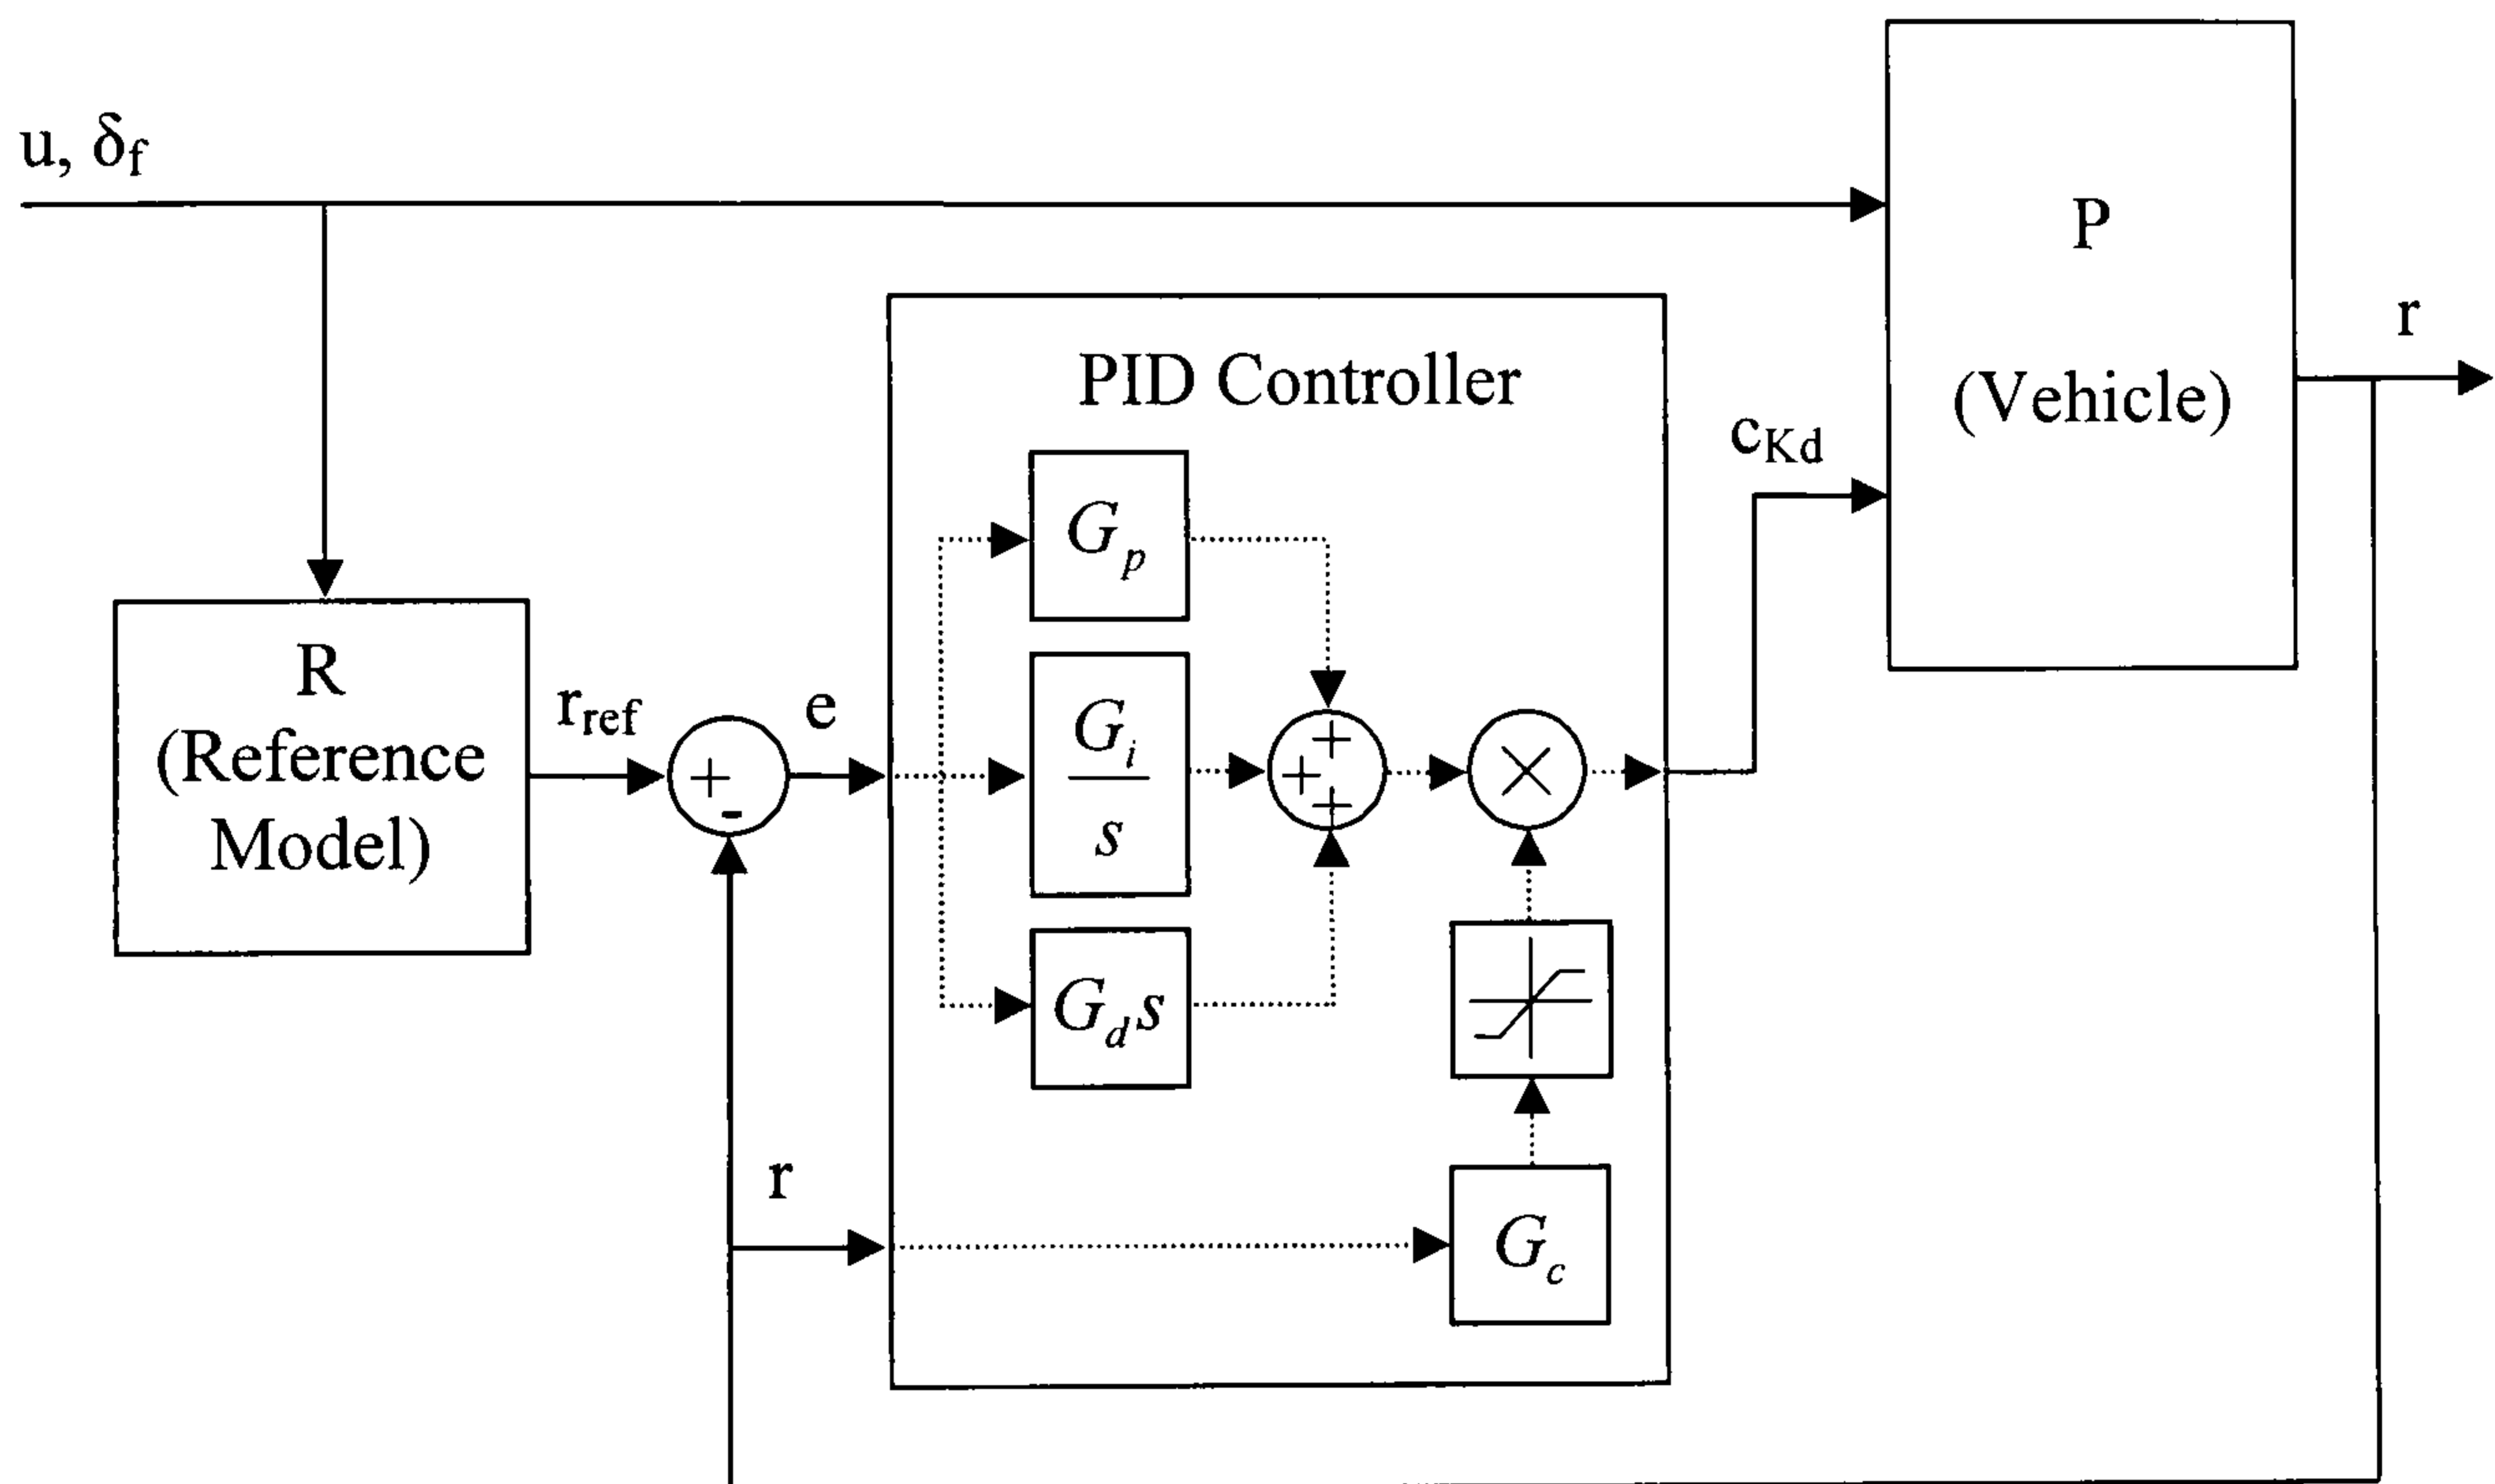 u, δf
P
(Vehicle)
r
PID Controller
cKd
Gp
R
(Reference
Model)
rref
+
-
e
Gi
s
+
+
+
×
Gds
r
Gc